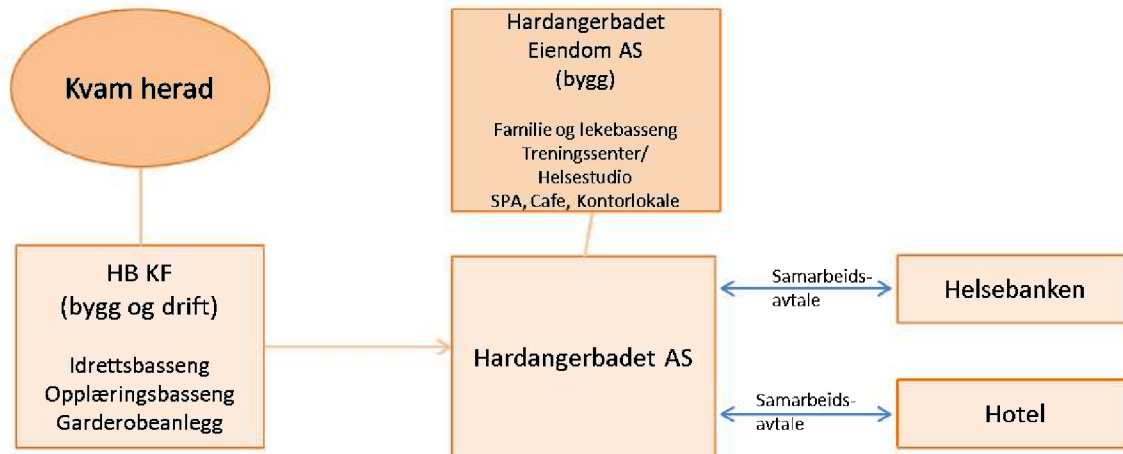 Kvam herad
Hardangerbadet
Eiendom AS
(bygg)
Familie og lekebasseng
Treningssenter/
Helsestudio
SPA, Cafe, Kontorlokale
HB KF
(bygg og drift)
Idrettsbasseng
Opplæringsbasseng
Garderobeanlegg
Hardangerbadet AS
Samarbeids-
avtale
Helsebanken
Samarbeids-
avtale
Hotel